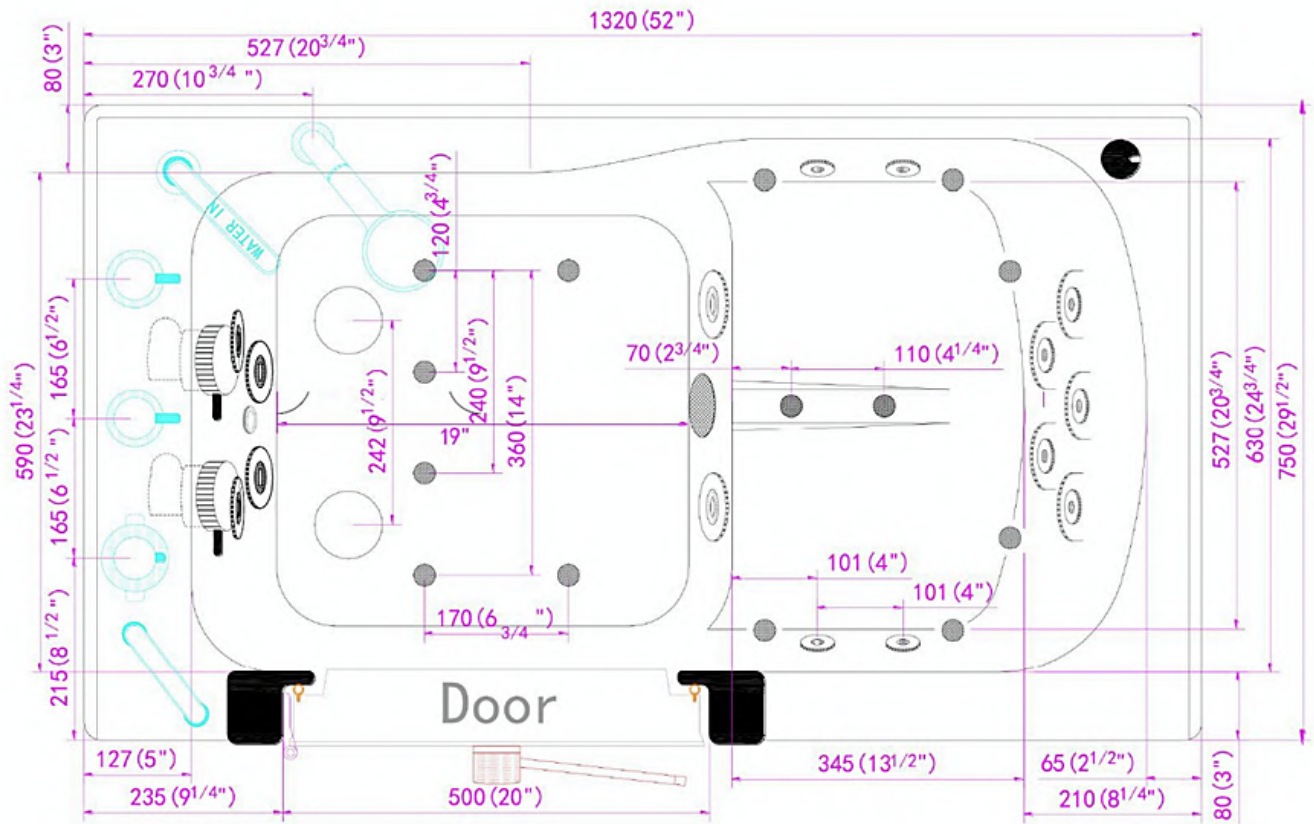 1320 (52")
527 (20 3/4")
270 (10 3/4 ")
80 (3")
WATER IN
120 (4 3/4")
165 (6 1/2")
590 (23 1/4")
165 (6 1/2 ")
215 (8 1/2 ")
242 (9 1/2")
240 (9 1/2")
360 (14")
19"
70 (2 3/4")
110 (4 1/4")
527 (20 3/4")
630 (24 3/4")
750 (29 1/2")
101 (4")
101 (4")
170 (6 3/4 ")
Door
127 (5")
345 (13 1/2")
65 (2 1/2")
80 (3")
235 (9 1/4")
500 (20")
210 (8 1/4")